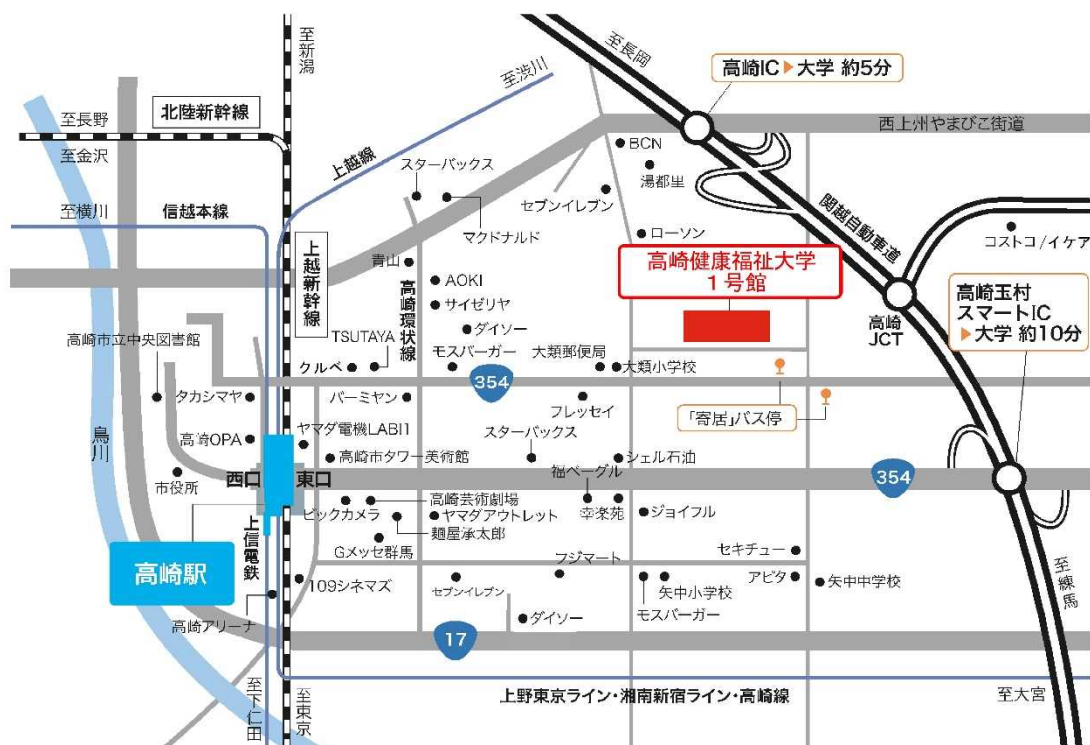 至新潟
至長岡
高崎IC▶大学 約5分
至渋川
北陸新幹線
至長野
至金沢
西上州やまびこ街道
BCN
湯都里
上越線
スターバックス
マクドナルド
セブンイレブン
至横川
信越本線
関越自動車道
ローソン
コストコ/イケア
上越新幹線
青山
AOKI
高崎環状線
サイゼリヤ
ダイソー
高崎健康福祉大学
1号館
高崎
JCT
高崎玉村
スマートIC
▶大学 約10分
高崎市立中央図書館
TSUTAYA
クルベ
モスバーガー
大類郵便局
大類小学校
354
タカシマヤ
バーミヤン
フレッセイ
「寄居」バス停
烏川
高崎OPA
ヤマダ電機LABI1
高崎市タワー美術館
スターバックス
シェル石油
福ベーグル
市役所
西口
東口
354
ビックカメラ
高崎芸術劇場
ヤマダアウトレット
麺屋承太郎
幸楽苑
ジョイフル
Gメッセ群馬
上信電鉄
高崎駅
109シネマズ
セブンイレブン
フジマート
セキチュー
アピタ
矢中中学校
矢中小学校
モスバーガー
至練馬
高崎アリーナ
17
ダイソー
至下仁田
至東京
上野東京ライン・湘南新宿ライン・高崎線
至大宮